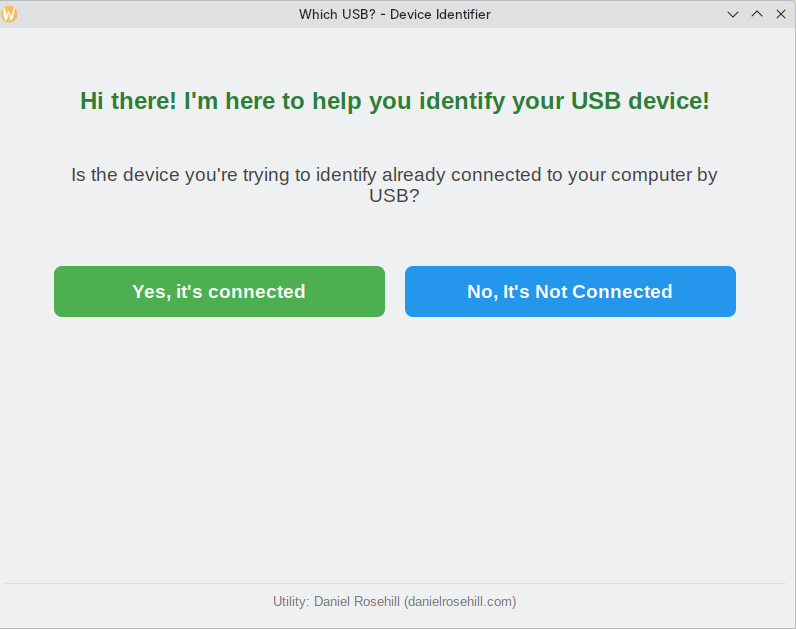 W
Which USB? - Device Identifier
Hi there! I'm here to help you identify your USB device!
Is the device you're trying to identify already connected to your computer by
USB?
Yes, it's connected
No, It's Not Connected
Utility: Daniel Rosehill (danielrosehill.com)